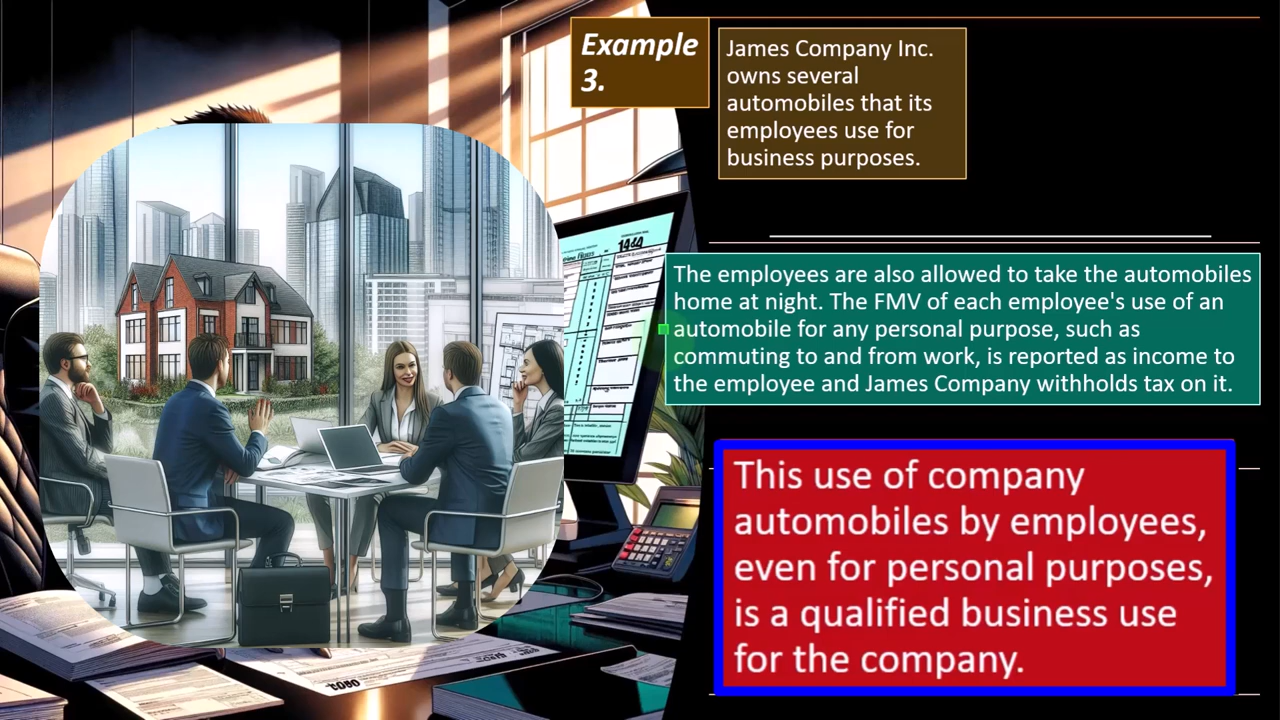 Example
3.
James Company Inc.
owns several
automobiles that its
employees use for
business purposes.
The employees are also allowed to take the automobiles
home at night. The FMV of each employee's use of an
automobile for any personal purpose, such as
commuting to and from work, is reported as income to
the employee and James Company withholds tax on it.
This use of company
automobiles by employees,
even for personal purposes,
is a qualified business use
for the company.